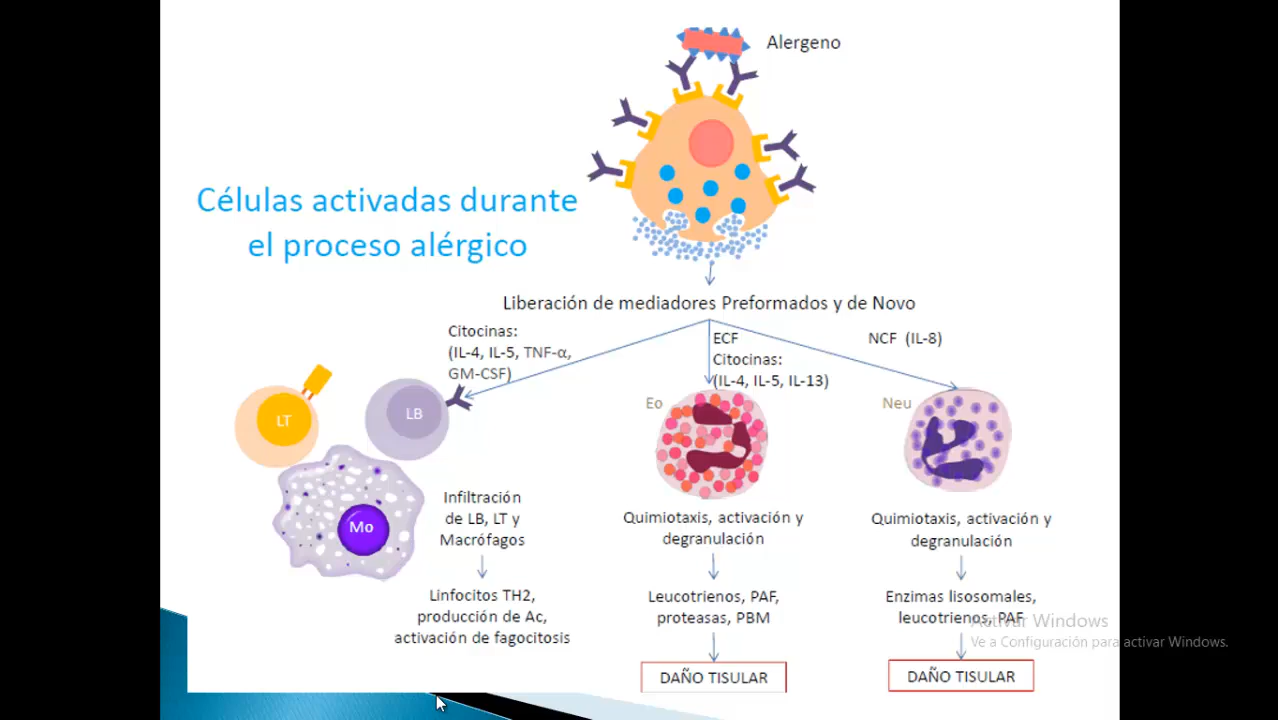 Alergeno
Células activadas durante
el proceso alérgico
Liberación de mediadores Preformados y de Novo
Citocinas:
(IL-4, IL-5, TNF-α,
GM-CSF)
ECF
Citocinas:
(IL-4, IL-5, IL-13)
NCF (IL-8)
LT
LB
Mo
Eo
Neu
Infiltración
de LB, LT y
Macrófagos
Linfocitos TH2,
producción de Ac,
activación de fagocitosis
Quimiotaxis, activación y
degranulación
Leucotrienos, PAF,
proteasas, PBM
DAÑO TISULAR
Quimiotaxis, activación y
degranulación
Enzimas lisosomales,
leucotrienos, PAF
DAÑO TISULAR
Activar Windows
Ve a Configuración para activar Windows.